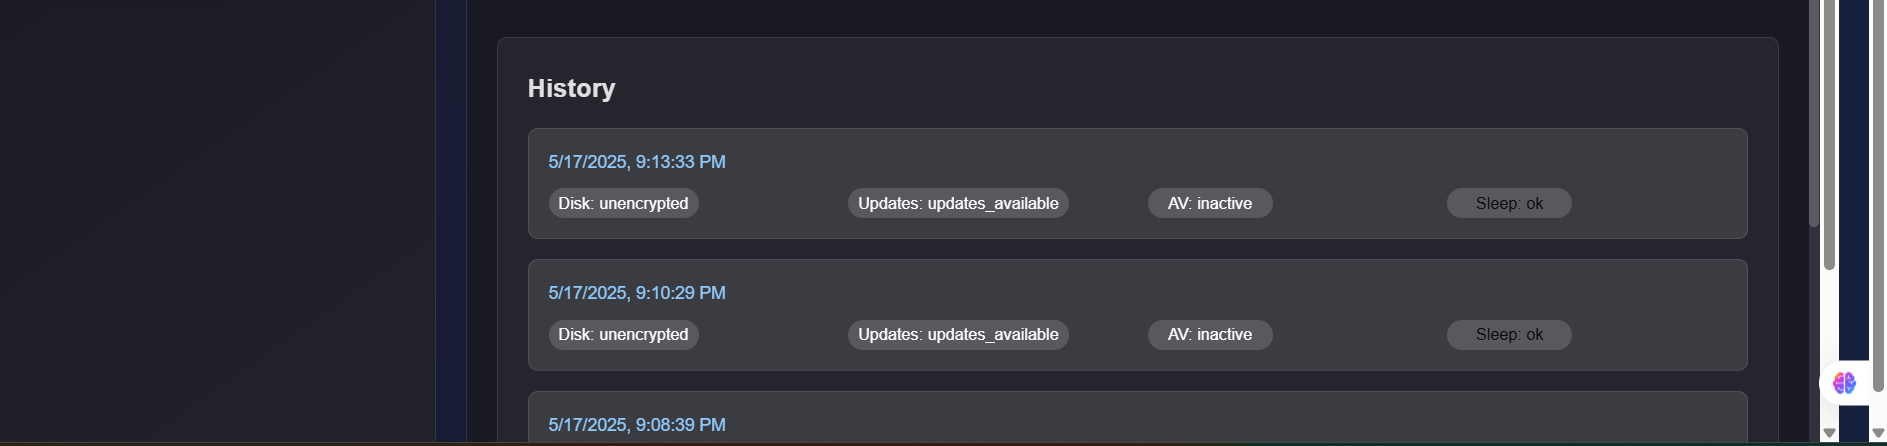 History
5/17/2025, 9:13:33 PM
Disk: unencrypted Updates: updates_available AV: inactive Sleep: ok
5/17/2025, 9:10:29 PM
Disk: unencrypted Updates: updates_available AV: inactive Sleep: ok
5/17/2025, 9:08:39 PM